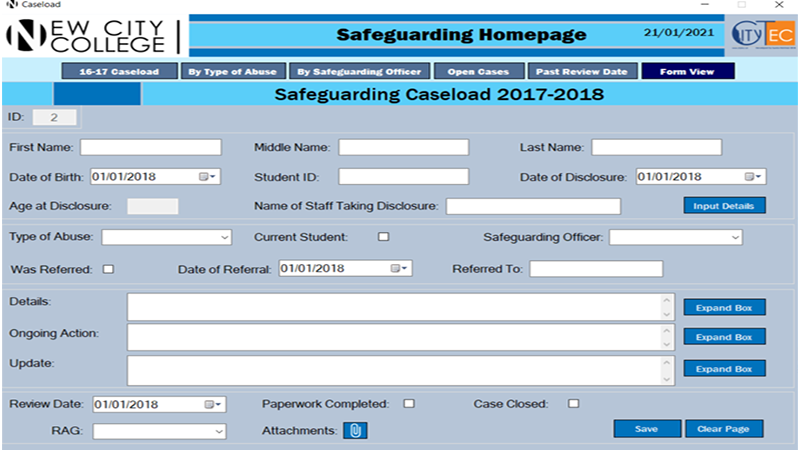 Caseload
NEW CITY COLLEGE
Safeguarding Homepage
21/01/2021
CITY TEC
16-17 Caseload By Type of Abuse By Safeguarding Officer Open Cases Past Review Date Form View
Safeguarding Caseload 2017-2018
ID: 2
First Name: Middle Name: Last Name:
Date of Birth: 01/01/2018 Student ID: Date of Disclosure: 01/01/2018
Age at Disclosure: Name of Staff Taking Disclosure: Input Details
Type of Abuse: Current Student: Safeguarding Officer:
Was Referred: Date of Referral: 01/01/2018 Referred To:
Details: Expand Box
Ongoing Action: Expand Box
Update: Expand Box
Review Date: 01/01/2018 Paperwork Completed: Case Closed:
RAG: Attachments: Save Clear Page